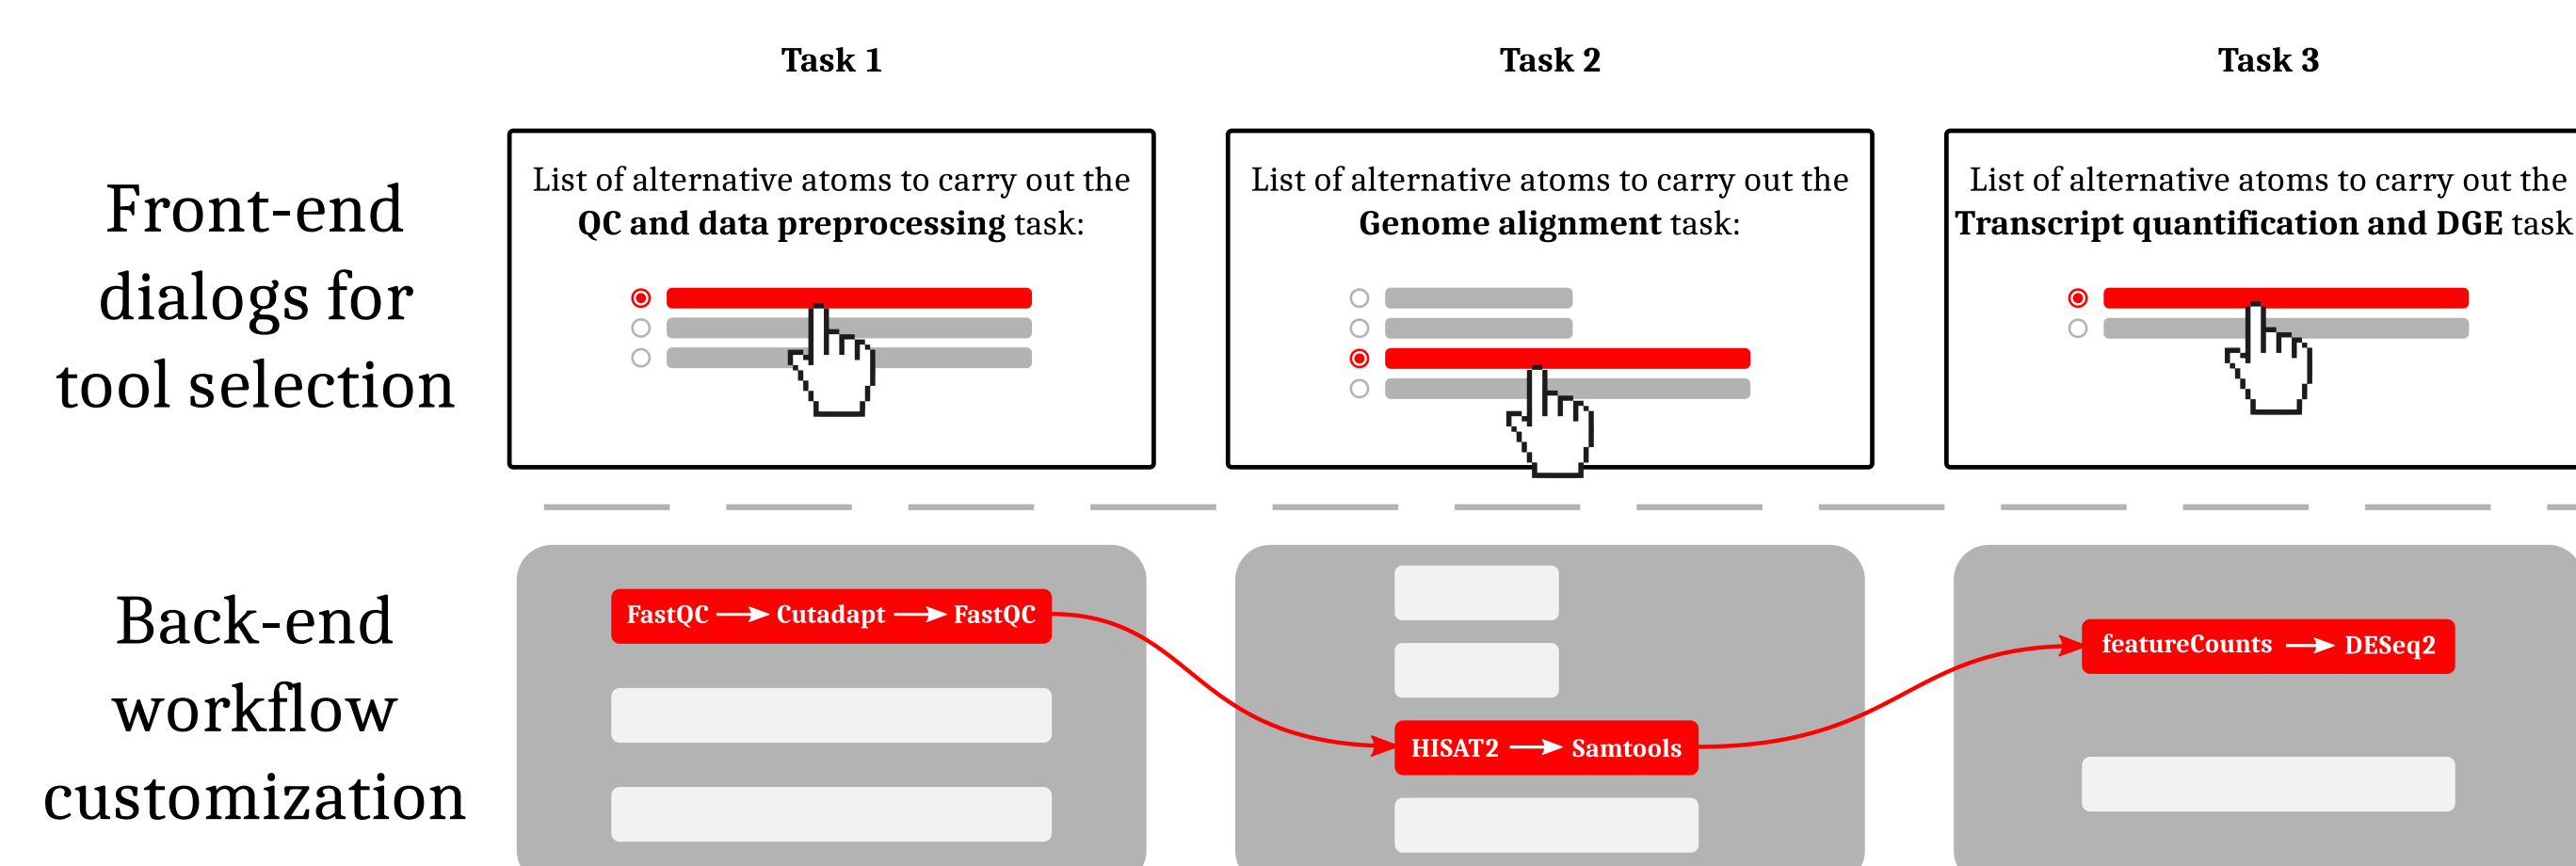 Task 1
Task 2
Task 3
Front-end
dialogs for
tool selection
List of alternative atoms to carry out the
QC and data preprocessing task:
List of alternative atoms to carry out the
Genome alignment task:
List of alternative atoms to carry out the
Transcript quantification and DGE task
Back-end
workflow
customization
FastQC → Cutadapt → FastQC
HISAT2 → Samtools
featureCounts → DESeq2